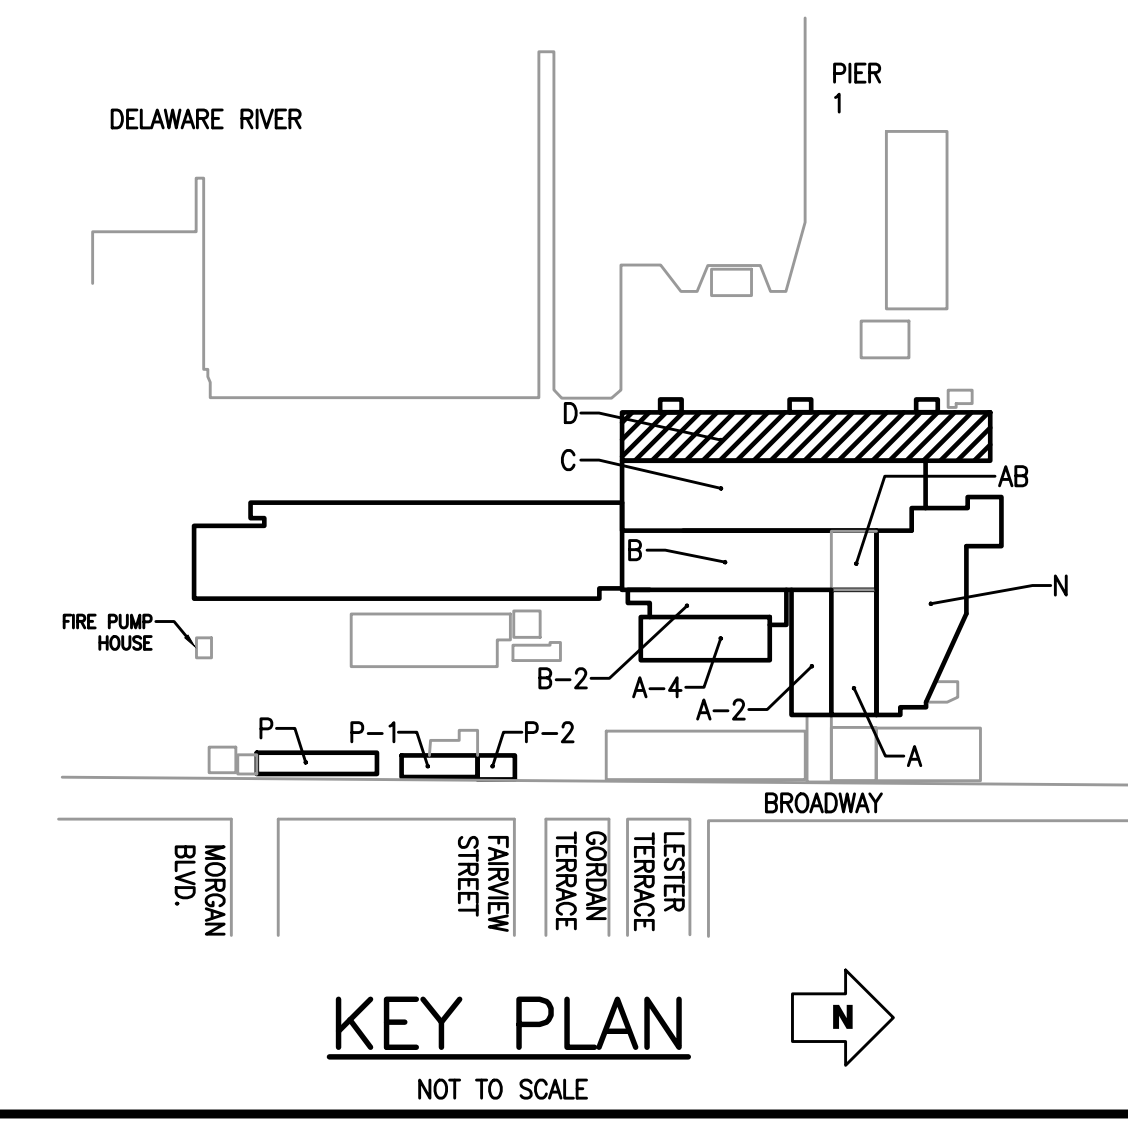 PIER
1
DELAWARE RIVER
D
C
AB
B
N
FIRE PUMP
HOUSE
B-2
A-4
A-2
P
P-1
P-2
A
BROADWAY
MORGAN
BLVD.
FAIRVIEW
STREET
GORDAN
TERRACE
LESTER
TERRACE
KEY PLAN
N
NOT TO SCALE